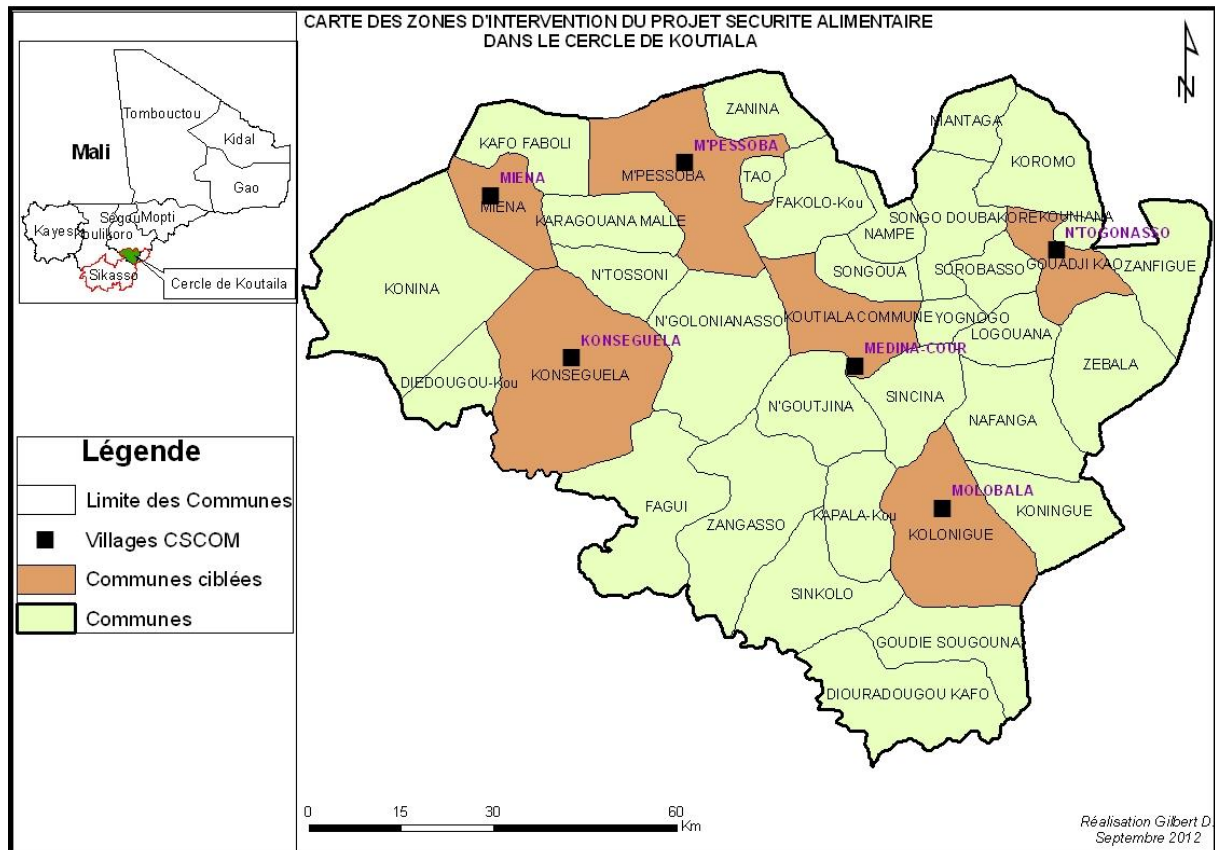 CARTE DES ZONES D'INTERVENTION DU PROJET SECURITE ALIMENTAIRE
DANS LE CERCLE DE KOUTIALA
N
Tombouctou
Kidal
Mali
Gao
Ségou
Mopti
Kayes
Koulikoro
Sikasso
Cercle de Koutaila
Légende
Limite des Communes
Villages CSCOM
Communes ciblées
Communes
ZANINA
NIANTAGA
KAFO FABOLI
M'PESSOBA
KOROMO
MIENA
M'PESSOBA
TAO
MIENA
FAKOLO-Kou
KARAGOUANA MALLE
SONGO DOUBAKORE
KOUNIANA
NAMPE
N'TOGONASSO
N'TOSSONI
SONGOUA
SOROBASSO
GOUADJI KAO
ZANFIGUE
KONINA
N'GOLONIANASSO
KOUTIALA COMMUNE
YOGNOGO
LOGOUANA
KONSEGUELA
MEDINA-COUR
ZEBALA
DIEDOUGOU-Kou
KONSEGUELA
N'GOUTJINA
SINCINA
NAFANGA
MOLOBALA
FAGUI
ZANGASSO
KAPALA-Kou
KOLONIGUE
KONINGUE
SINKOLO
GOUDIE SOUGOUNA
DIOURADOUGOU KAFO
0 15 30 60
Km
Réalisation Gilbert D.
Septembre 2012